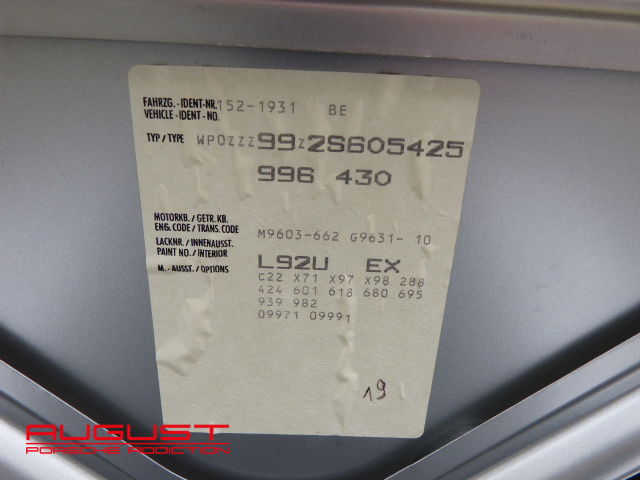 FAHRZG. - IDENT-NR. 152-1931 BE
VEHICLE - IDENT - NO.
TYP / TYPE WP0ZZZ99Z2S605425
996 430
MOTORKB. / GETR. KB. M9603-662 G9631- 10
ENG. CODE / TRANS. CODE
LACKNR. / INNENAUSST. L92U EX
PAINT NO. / INTERIOR
M. - AUSST. / OPTIONS C22 X71 X97 X98 288
424 601 618 680 695
939 982
09971 09991
19
AUGUST
PORSCHE ADDICTION